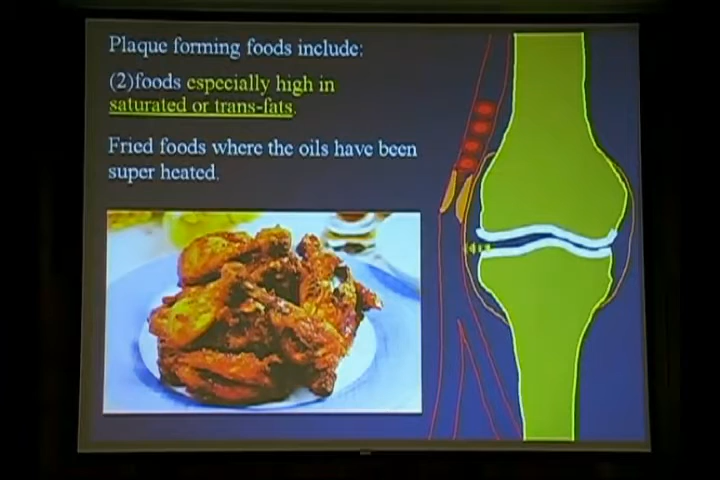 Plaque forming foods include:
(2)foods especially high in
saturated or trans-fats.
Fried foods where the oils have been
super heated.